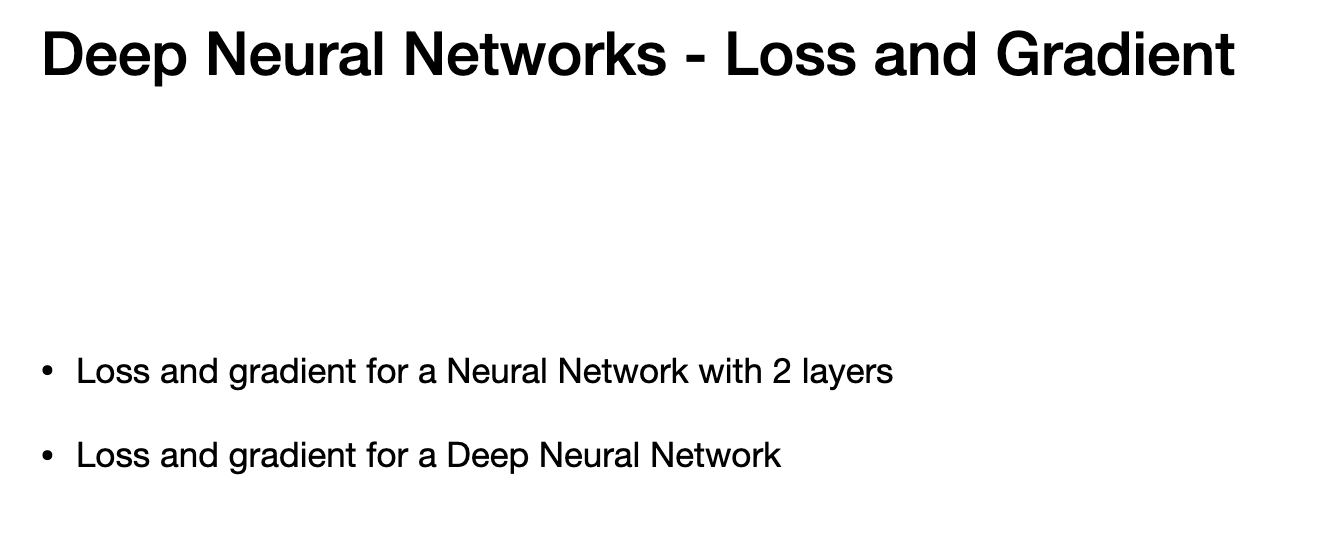 Deep Neural Networks - Loss and Gradient
• Loss and gradient for a Neural Network with 2 layers
• Loss and gradient for a Deep Neural Network